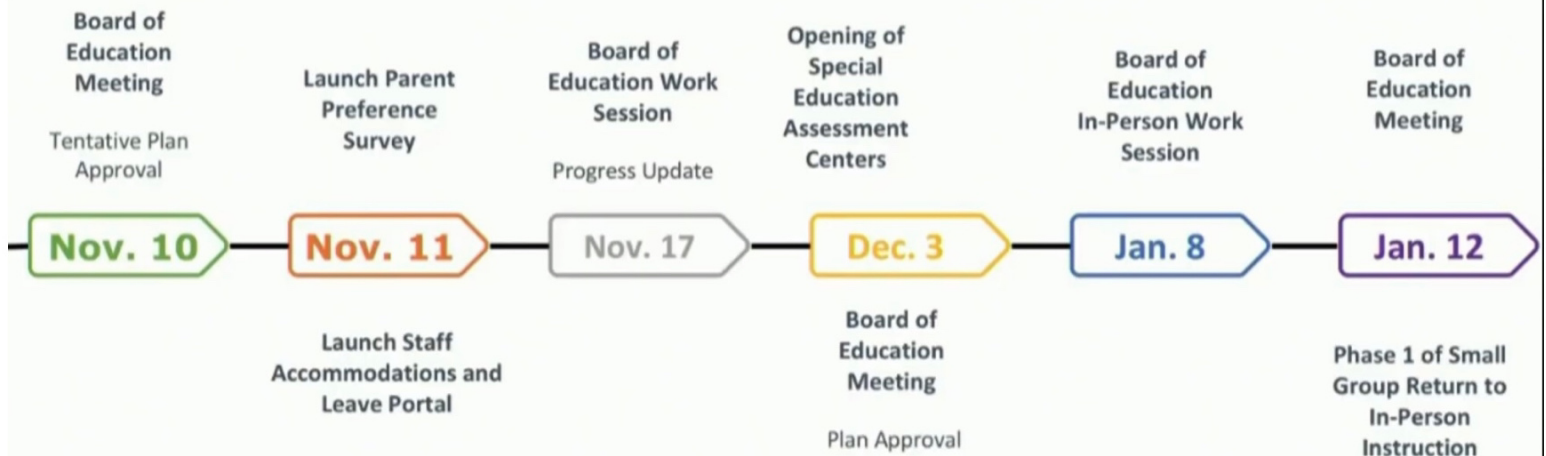 Board of
Education
Meeting
Tentative Plan
Approval
Nov. 10
Launch Parent
Preference
Survey
Nov. 11
Launch Staff
Accommodations and
Leave Portal
Board of
Education Work
Session
Progress Update
Nov. 17
Opening of
Special
Education
Assessment
Centers
Dec. 3
Board of
Education
Meeting
Plan Approval
Board of
Education
In-Person Work
Session
Jan. 8
Board of
Education
Meeting
Jan. 12
Phase 1 of Small
Group Return to
In-Person
Instruction